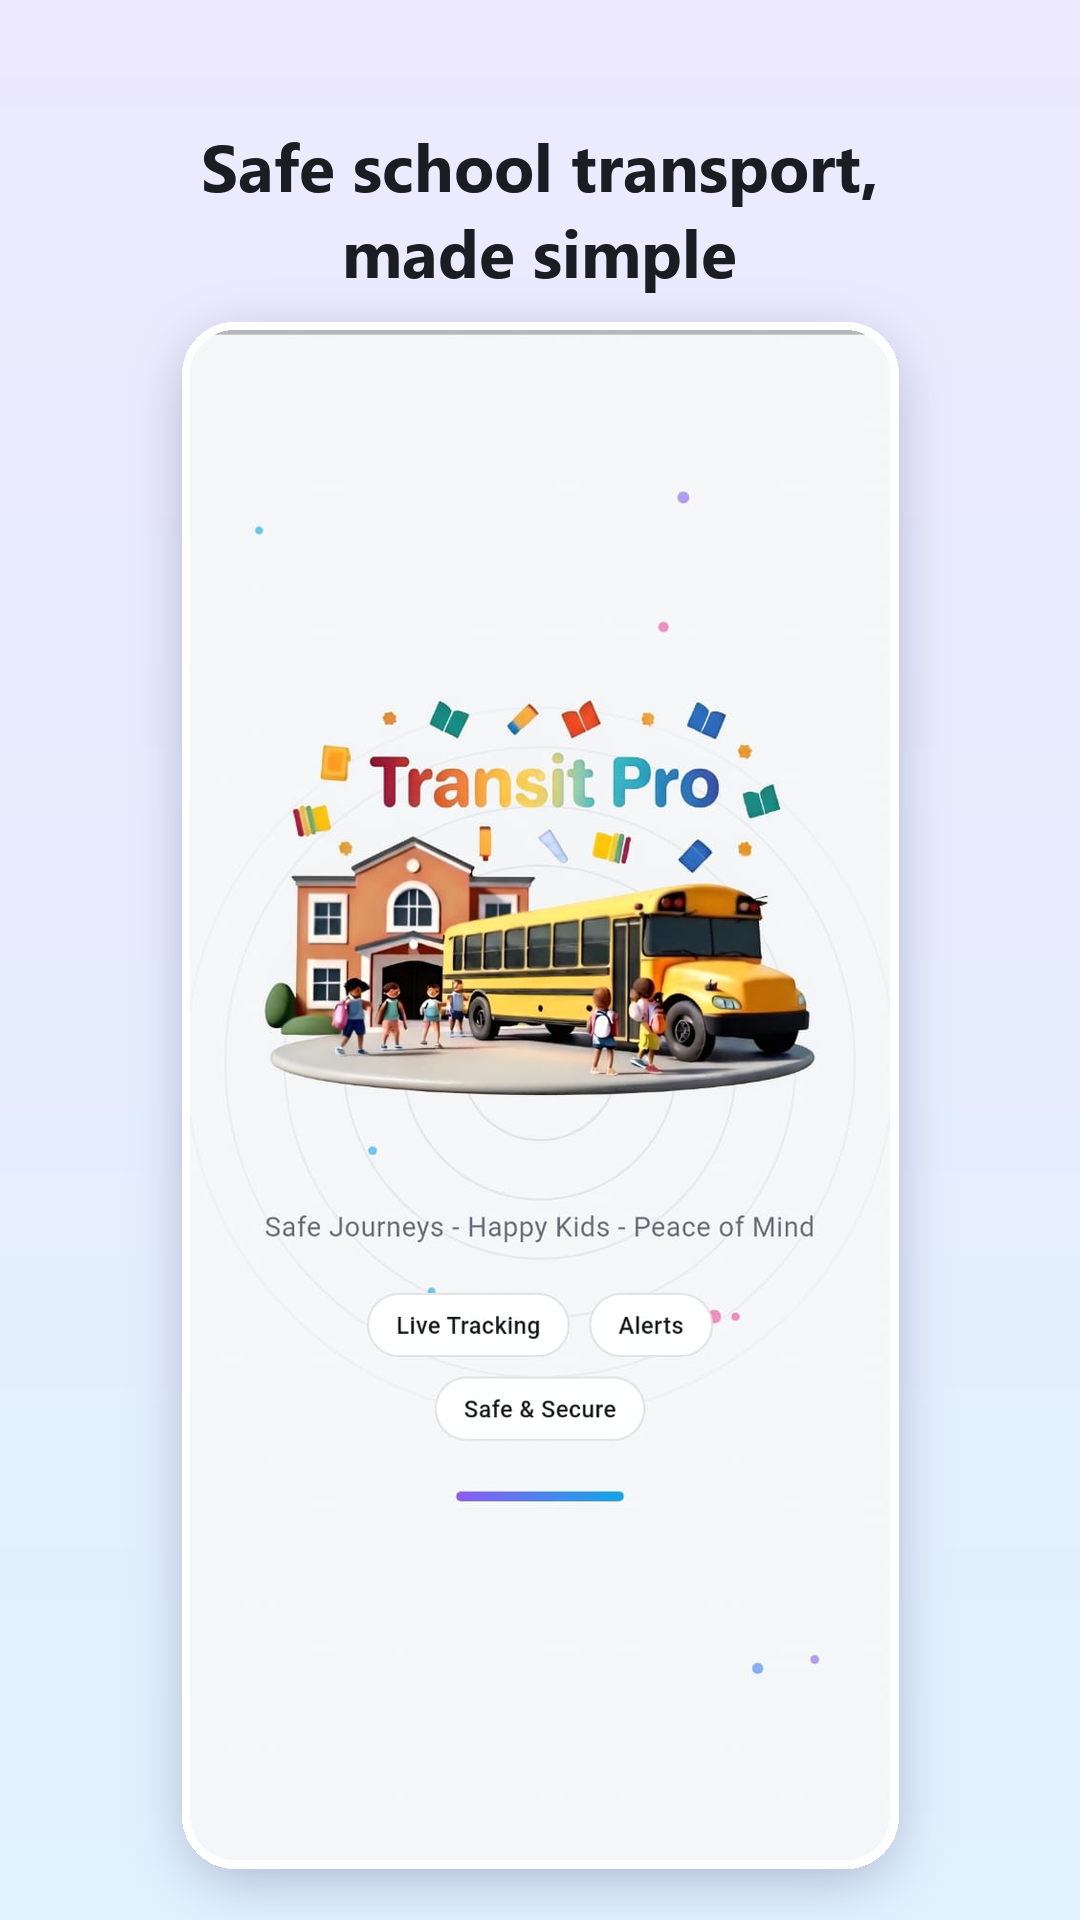 Safe school transport,
made simple
Transit Pro
Safe Journeys - Happy Kids - Peace of Mind
Live Tracking
Alerts
Safe & Secure